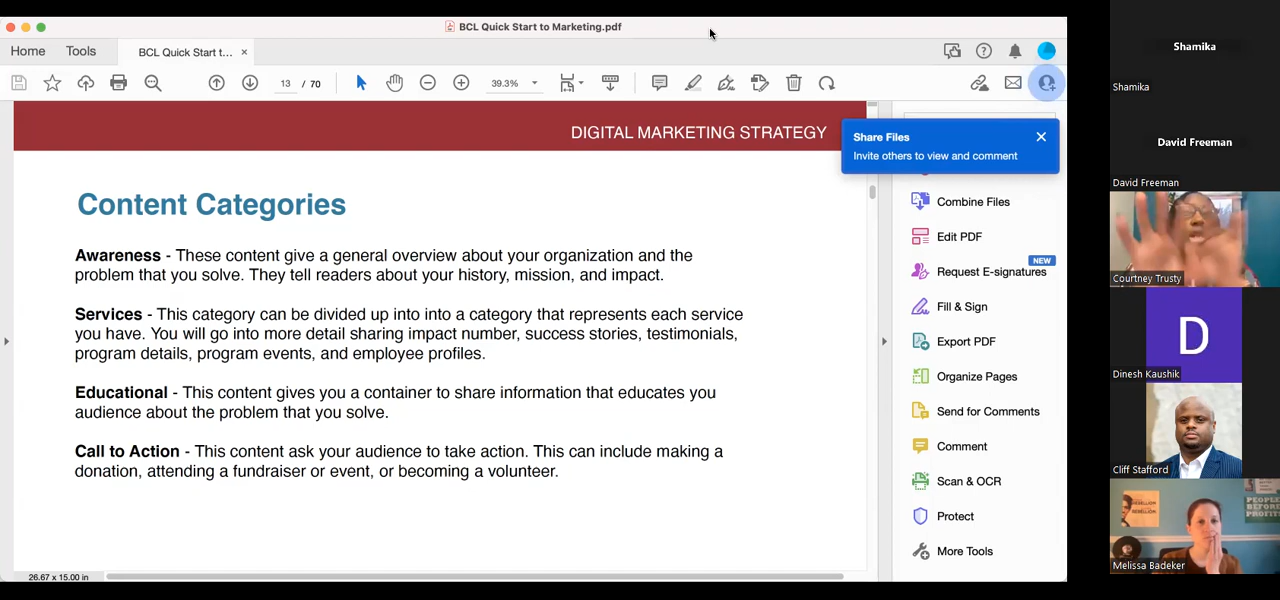 BCL Quick Start to Marketing.pdf
Home
Tools
BCL Quick Start t...
13 / 70
39.3%
DIGITAL MARKETING STRATEGY
Share Files
Invite others to view and comment
Content Categories
Awareness - These content give a general overview about your organization and the
problem that you solve. They tell readers about your history, mission, and impact.
Services - This category can be divided up into into a category that represents each service
you have. You will go into more detail sharing impact number, success stories, testimonials,
program details, program events, and employee profiles.
Educational - This content gives you a container to share information that educates you
audience about the problem that you solve.
Call to Action - This content ask your audience to take action. This can include making a
donation, attending a fundraiser or event, or becoming a volunteer.
26.67 x 15.00 in
Combine Files
Edit PDF
NEW
Request E-signatures
Fill & Sign
Export PDF
Organize Pages
Send for Comments
Comment
Scan & OCR
Protect
More Tools
Shamika
Shamika
David Freeman
David Freeman
Courtney Trusty
D
Dinesh Kaushik
Cliff Stafford
PEOPLE
BEFORE
PROFIT
Melissa Badeker